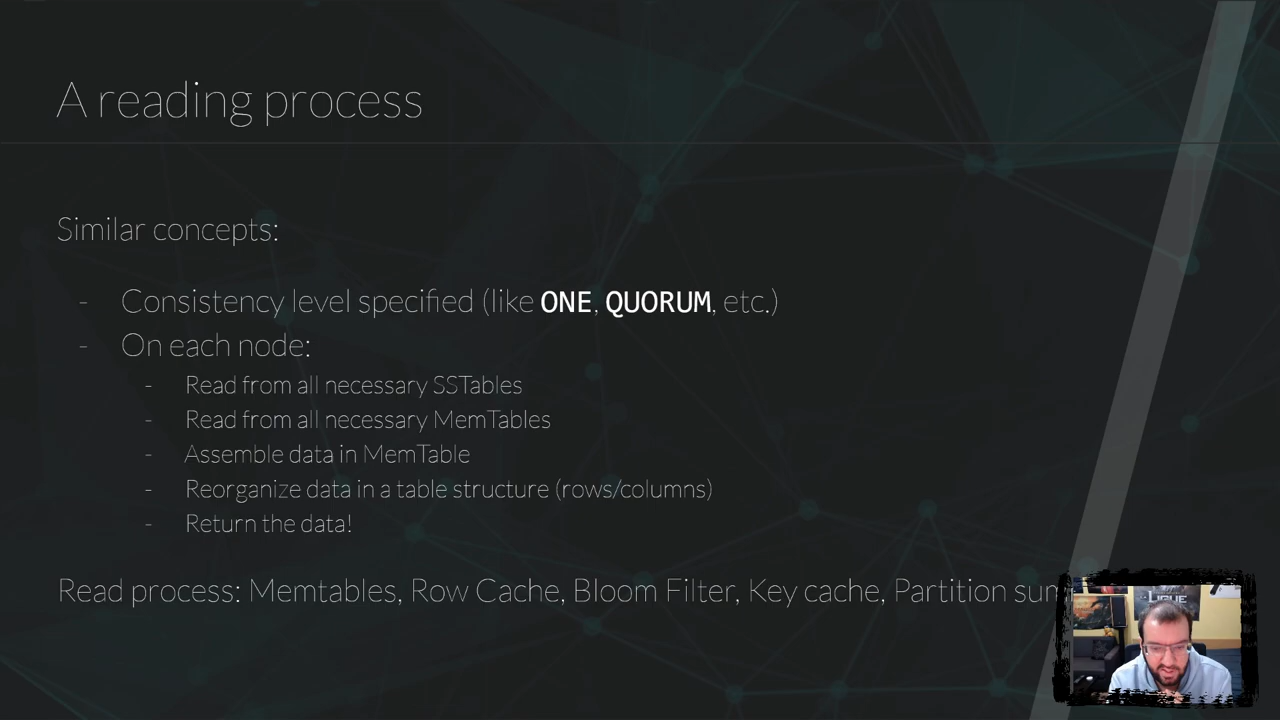 A reading process
Similar concepts:
- Consistency level specified (like ONE, QUORUM, etc.)
- On each node:
- Read from all necessary SSTables
- Read from all necessary MemTables
- Assemble data in MemTable
- Reorganize data in a table structure (rows/columns)
- Return the data!
Read process: Memtables, Row Cache, Bloom Filter, Key cache, Partition